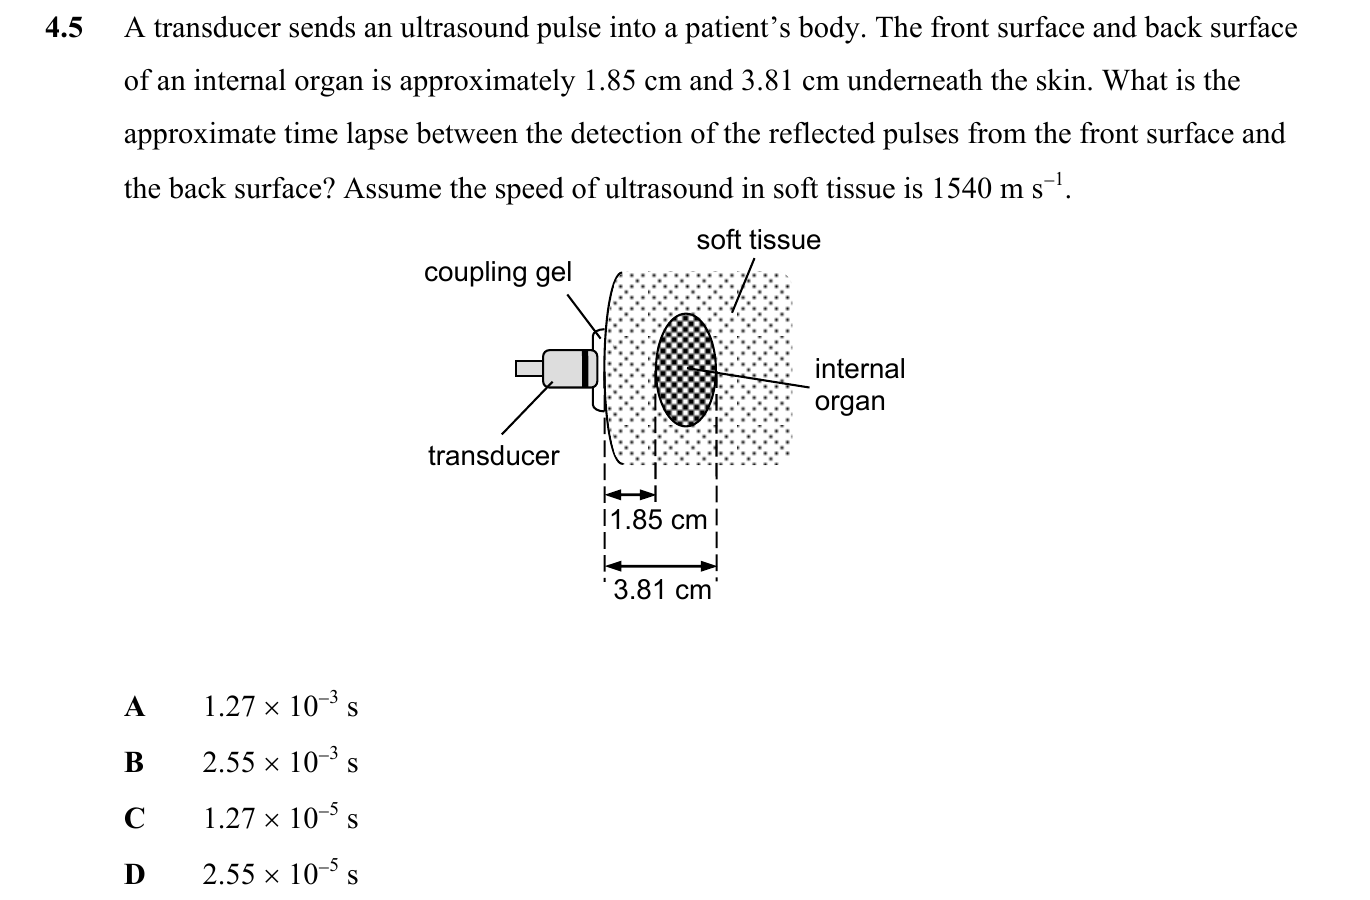 4.5 A transducer sends an ultrasound pulse into a patient’s body. The front surface and back surface
of an internal organ is approximately 1.85 cm and 3.81 cm underneath the skin. What is the
approximate time lapse between the detection of the reflected pulses from the front surface and
the back surface? Assume the speed of ultrasound in soft tissue is 1540 m s⁻¹.
soft tissue
coupling gel
internal
organ
transducer
1.85 cm
3.81 cm
A 1.27 × 10⁻³ s
B 2.55 × 10⁻³ s
C 1.27 × 10⁻⁵ s
D 2.55 × 10⁻⁵ s